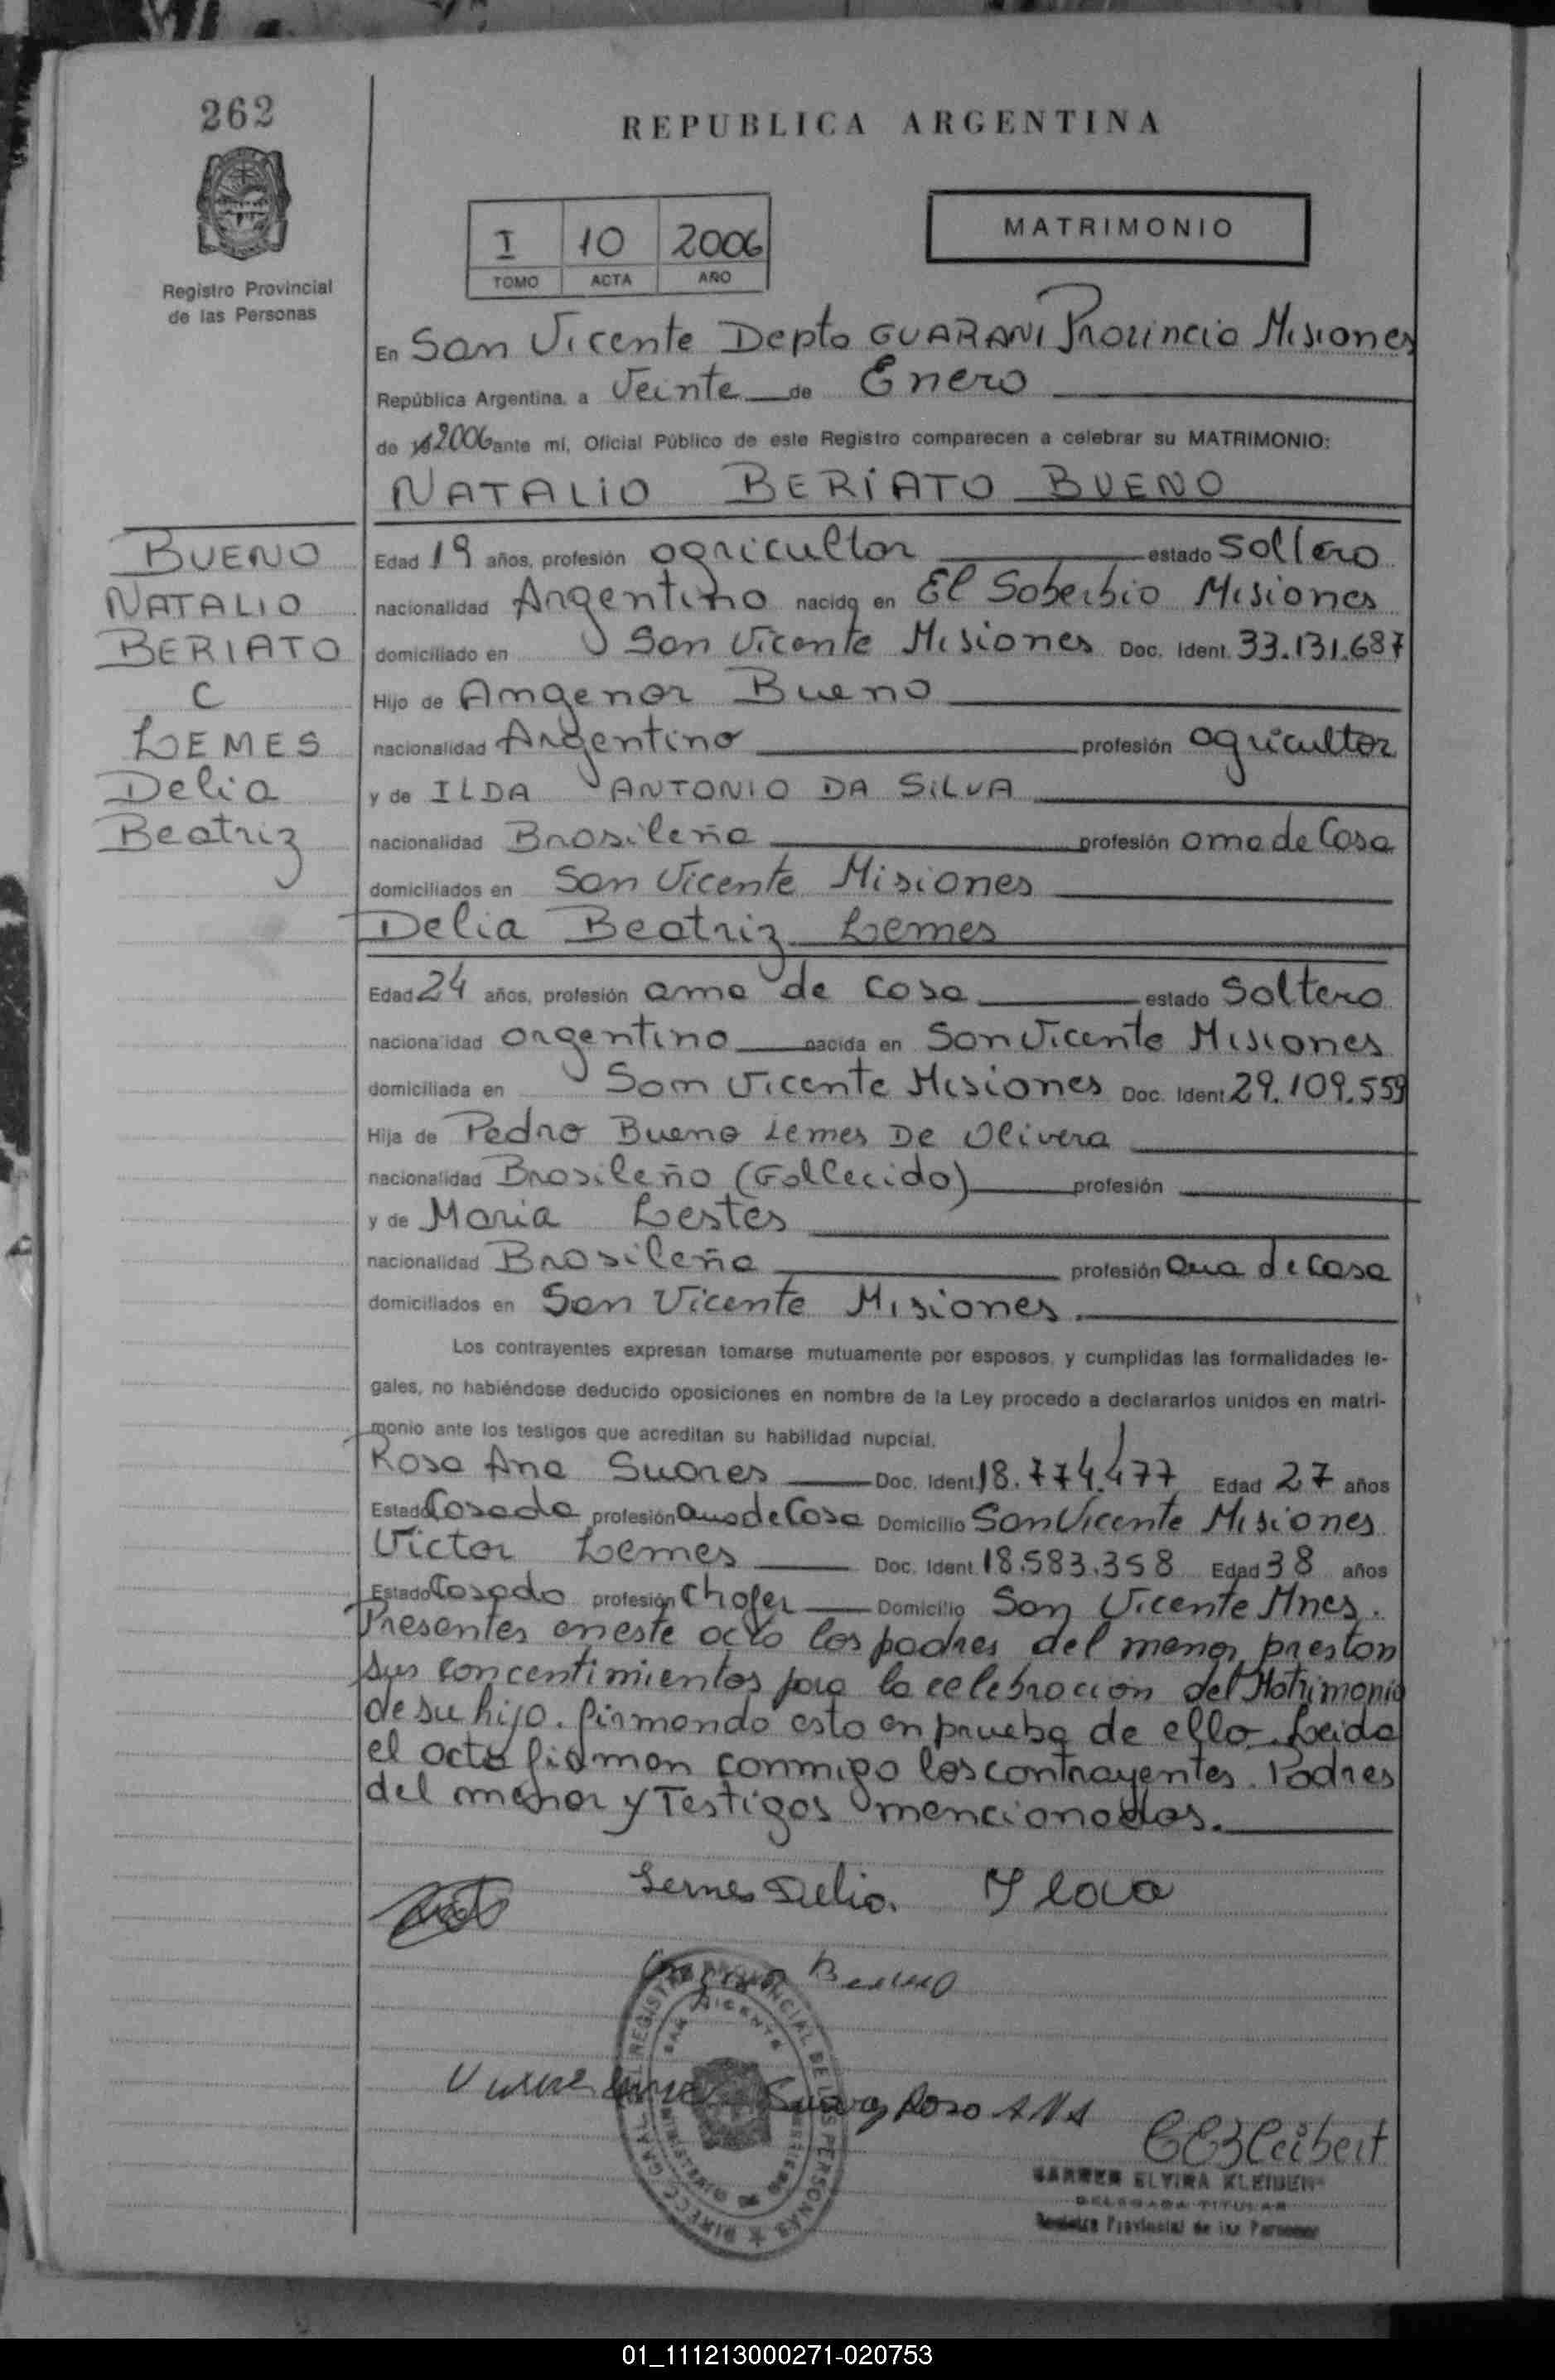 262
REPUBLICA ARGENTINA
Registro Provincial
de las Personas
I 10 2006
TOMO ACTA AÑO
MATRIMONIO
En San Vicente Depto GUARANI Provincia Misiones
República Argentina, a Veinte de Enero
de 2006 ante mí, Oficial Público de este Registro comparecen a celebrar su MATRIMONIO:
NATALIO BERIATO BUENO
BUENO
NATALIO
BERIATO
C
LEMES
Delia
Beatriz
Edad 19 años, profesión agricultor estado soltero
nacionalidad Argentino nacido en El Soberbio Misiones
domiciliado en San Vicente Misiones Doc. Ident. 33.131.687
Hijo de Amgenor Bueno
nacionalidad Argentino profesión agricultor
y de ILDA ANTONIO DA SILVA
nacionalidad Brasileña profesión ama de Casa
domiciliados en San Vicente Misiones
Delia Beatriz Lemes
Edad 24 años, profesión ama de casa estado Soltera
nacionalidad argentina nacida en San Vicente Misiones
domiciliada en San Vicente Misiones Doc. Ident. 29.109.559
Hija de Pedro Bueno Lemes De Olivera
nacionalidad Brasileño (Fallecido) profesión
y de Maria Lestes
nacionalidad Brasileña profesión ama de casa
domiciliados en San Vicente Misiones.
Los contrayentes expresan tomarse mutuamente por esposos, y cumplidas las formalidades le-
gales, no habiéndose deducido oposiciones en nombre de la Ley procedo a declararlos unidos en matri-
monio ante los testigos que acreditan su habilidad nupcial.
Rosa Ana Suares Doc. Ident. 18.774.477 Edad 27 años
Estado Casada profesión ama de Casa Domicilio San Vicente Misiones
Victor Lemes Doc. Ident. 18.583.358 Edad 38 años
Estado Casado profesión Chofer Domicilio San Vicente Mnes.
Presentes en este acto los padres del menor prestan
sus concentimientos para la celebracion del Matrimonio
de su hijo. firmando esto en prueba de ello. Leida
el acta firman conmigo los contrayentes. Padres
del menor y Testigos mencionados.
Lemes Delia.
Bueno
Suarez Rosa ANA
CEKleibert
CARMEN ELVIRA KLEIBERT
DELEGADA TITULAR
Registro Provincial de las Personas
01_111213000271-020753